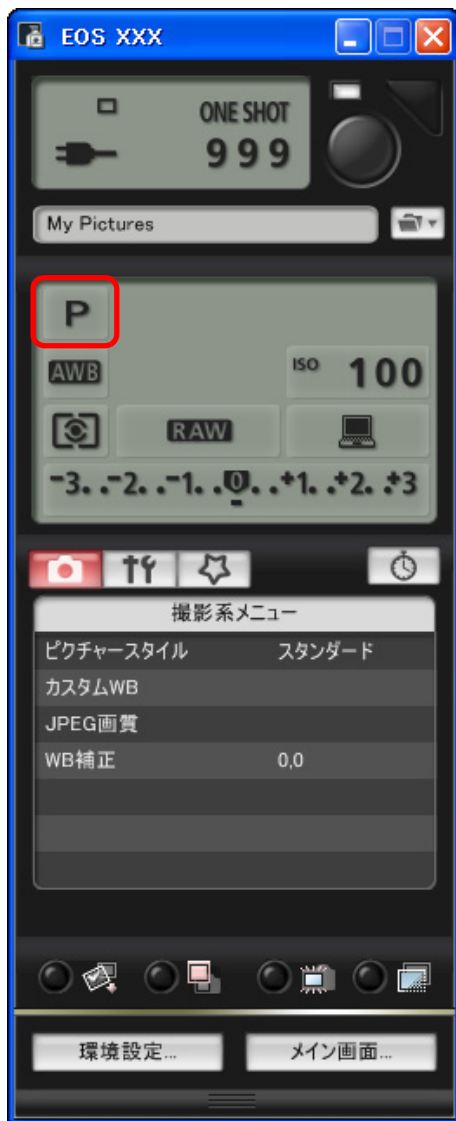 EOS XXX
ONE SHOT
999
My Pictures
P
AWB
ISO 100
RAW
-3. .-2. .-1. .0. .+1. .+2. .+3
撮影系メニュー
ピクチャースタイル スタンダード
カスタムWB
JPEG画質
WB補正 0,0
環境設定... メイン画面...